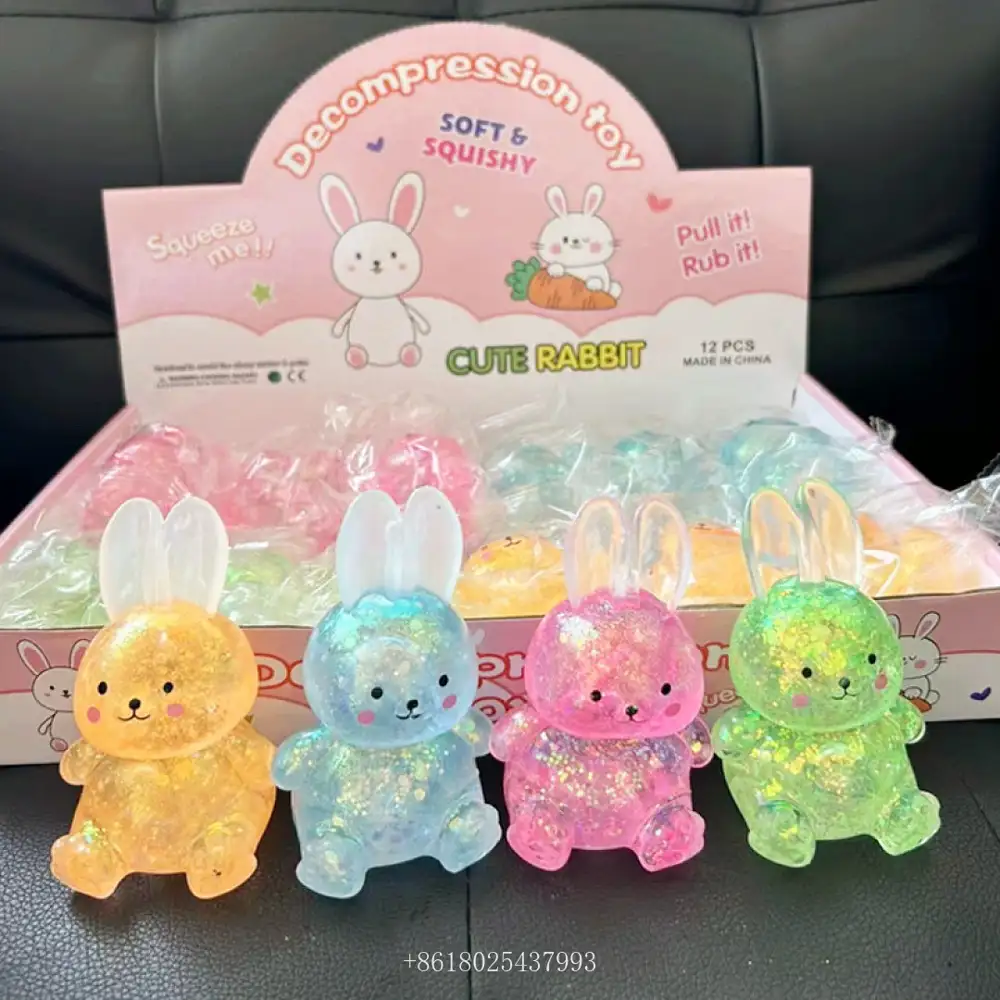 Decompression toy
SOFT &
SQUISHY
Squeeze
me!!
Pull it!
Rub it!
CUTE RABBIT
12 PCS
MADE IN CHINA
CE
+8618025437993